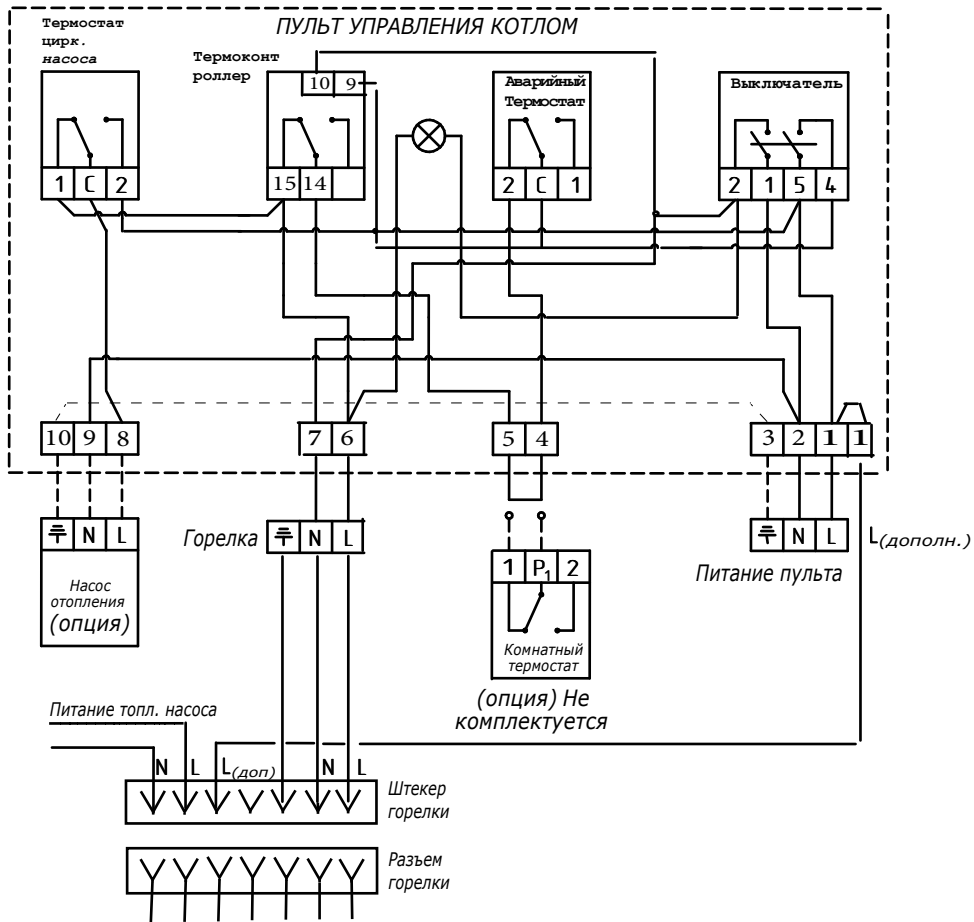 ПУЛЬТ УПРАВЛЕНИЯ КОТЛОМ
Термостат
цирк.
насоса
Термоконт
роллер
10 9
Аварийный
Термостат
Выключатель
1 C 2
15 14
2 C 1
2 1 5 4
10 9 8
7 6
5 4
3 2 1 1
N L
Насос
отопления
(опция)
Горелка
N L
1 P1 2
Комнатный
термостат
(опция) Не
комплектуется
N L
Питание пульта
L(дополн.)
Питание топл. насоса
N L L(доп) N L
Штекер
горелки
Разъем
горелки